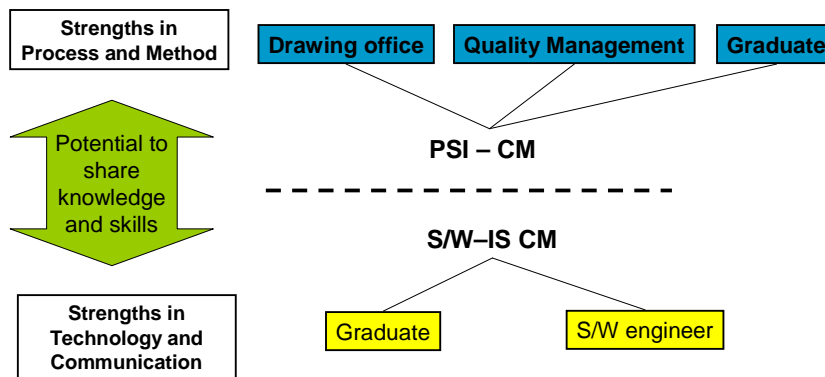 Strengths in
Process and Method
Drawing office
Quality Management
Graduate
Potential to
share
knowledge
and skills
PSI – CM
S/W–IS CM
Strengths in
Technology and
Communication
Graduate
S/W engineer